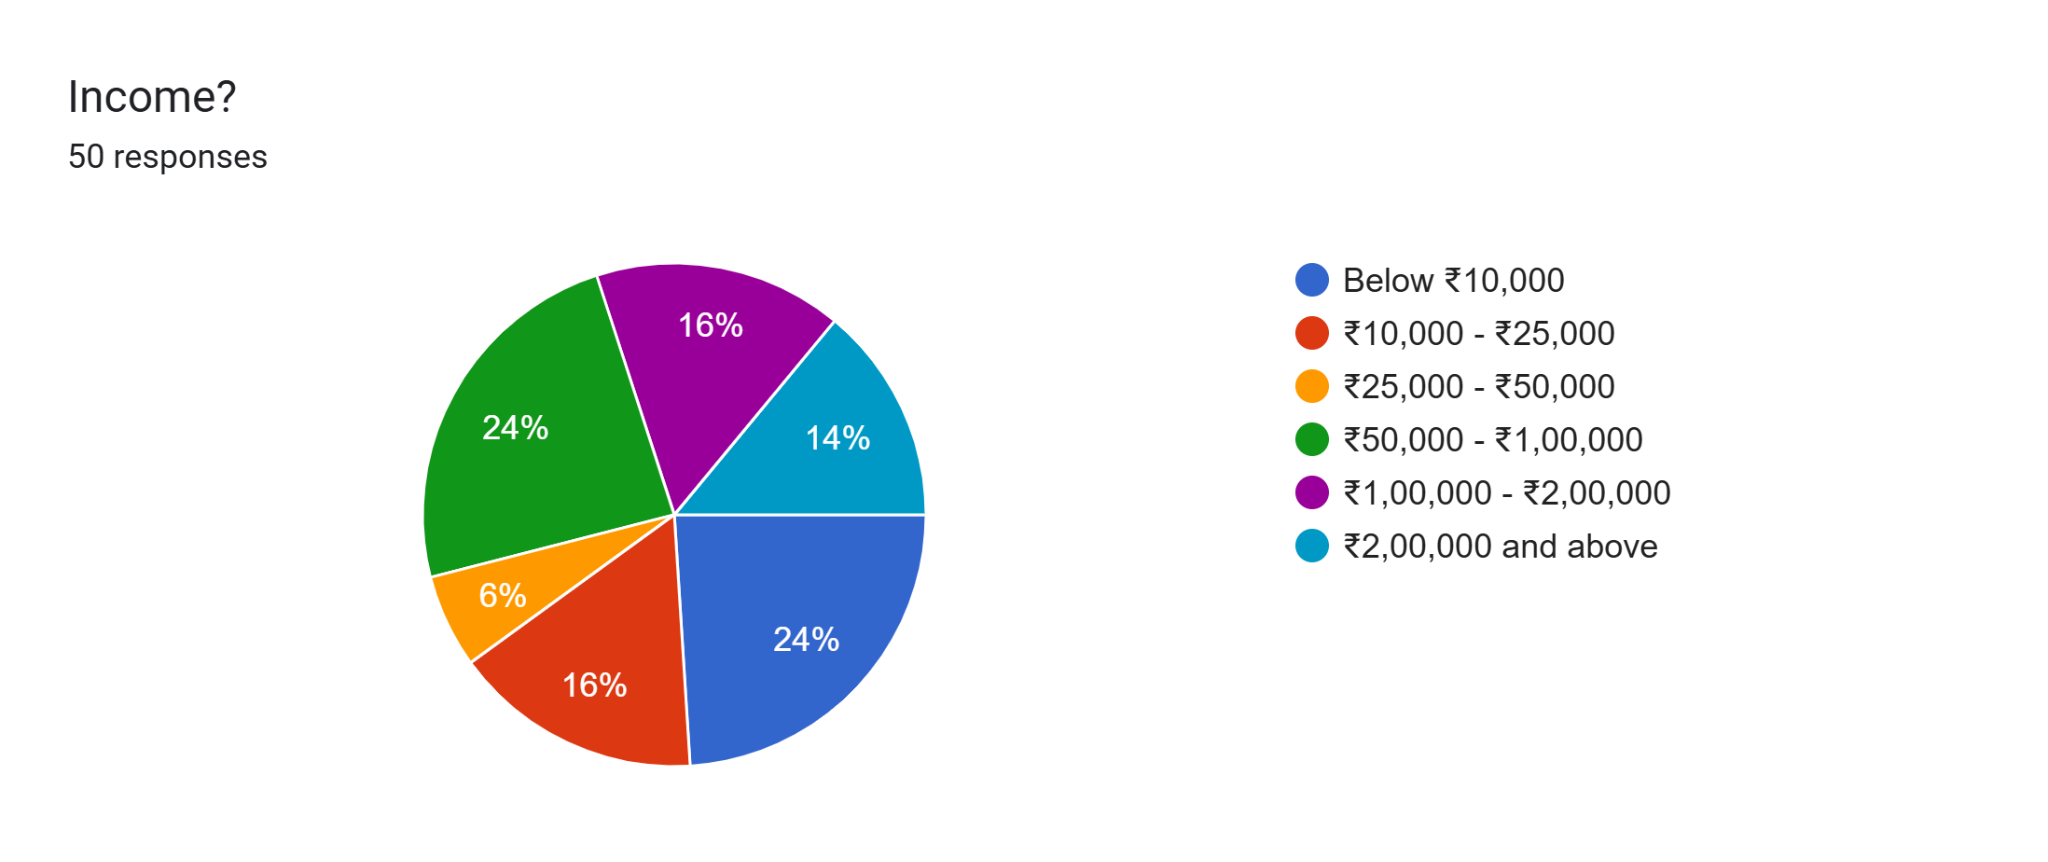 Income?
50 responses
16%
14%
24%
6%
16%
24%
Below ₹10,000
₹10,000 - ₹25,000
₹25,000 - ₹50,000
₹50,000 - ₹1,00,000
₹1,00,000 - ₹2,00,000
₹2,00,000 and above